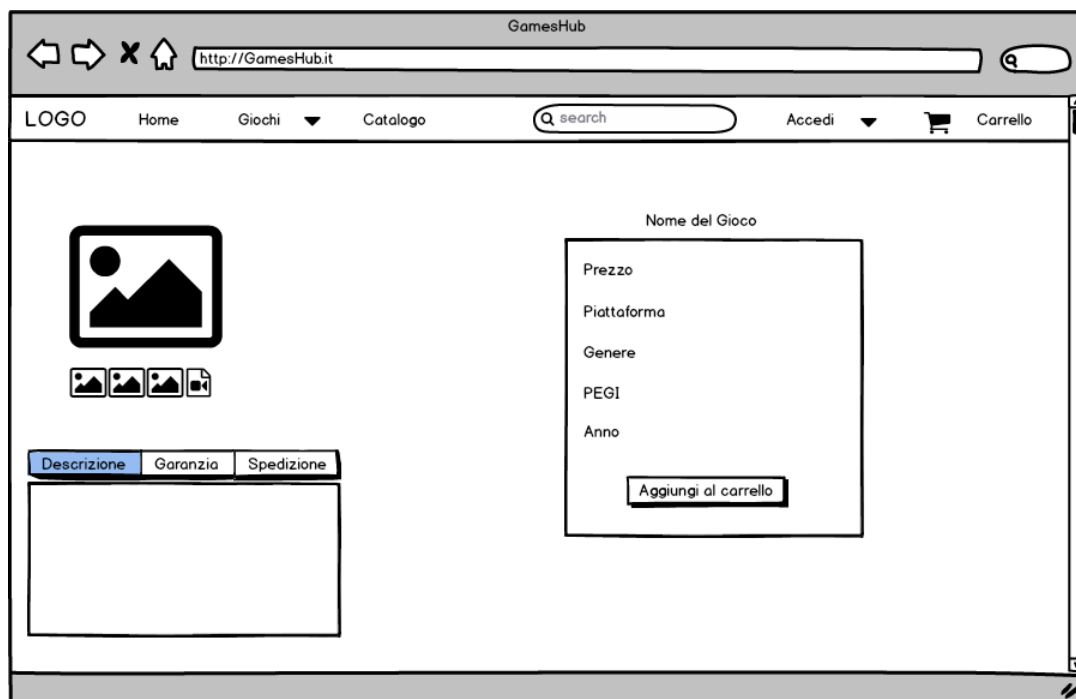 GamesHub
http://GamesHub.it
LOGO Home Giochi Catalogo search Accedi Carrello
Nome del Gioco
Prezzo
Piattaforma
Genere
PEGI
Anno
Aggiungi al carrello
Descrizione Garanzia Spedizione